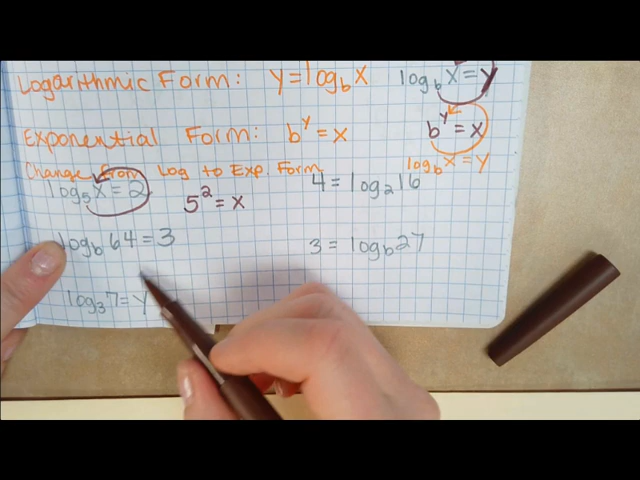 Logarithmic Form: y=log_b x log_b x=y
Exponential Form: b^y=x b^y=x
log_b x=y
Change from Log to Exp. Form
log_5 x=2 5^2=x 4=log_2 16
log_b 64=3 3=log_b 27
log_3 7=y